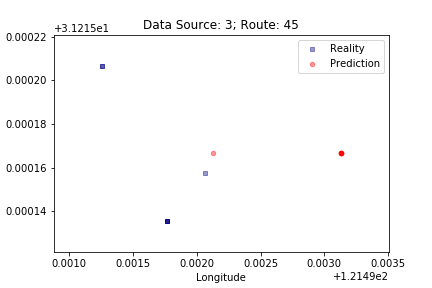 Data Source: 3; Route: 45
+3.1215e1
0.00022
0.00020
0.00018
0.00016
0.00014
Reality
Prediction
0.0010 0.0015 0.0020 0.0025 0.0030 0.0035
Longitude
+1.2149e2